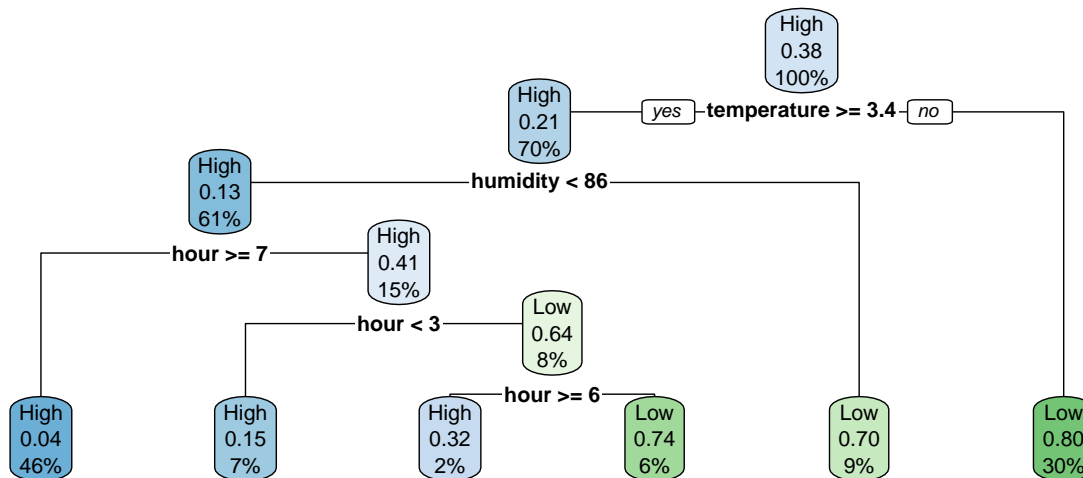 High
0.38
100%
yes temperature >= 3.4 no
High
0.21
70%
humidity < 86
High
0.13
61%
hour >= 7
High
0.41
15%
hour < 3
Low
0.64
8%
hour >= 6
High
0.04
46%
High
0.15
7%
High
0.32
2%
Low
0.74
6%
Low
0.70
9%
Low
0.80
30%